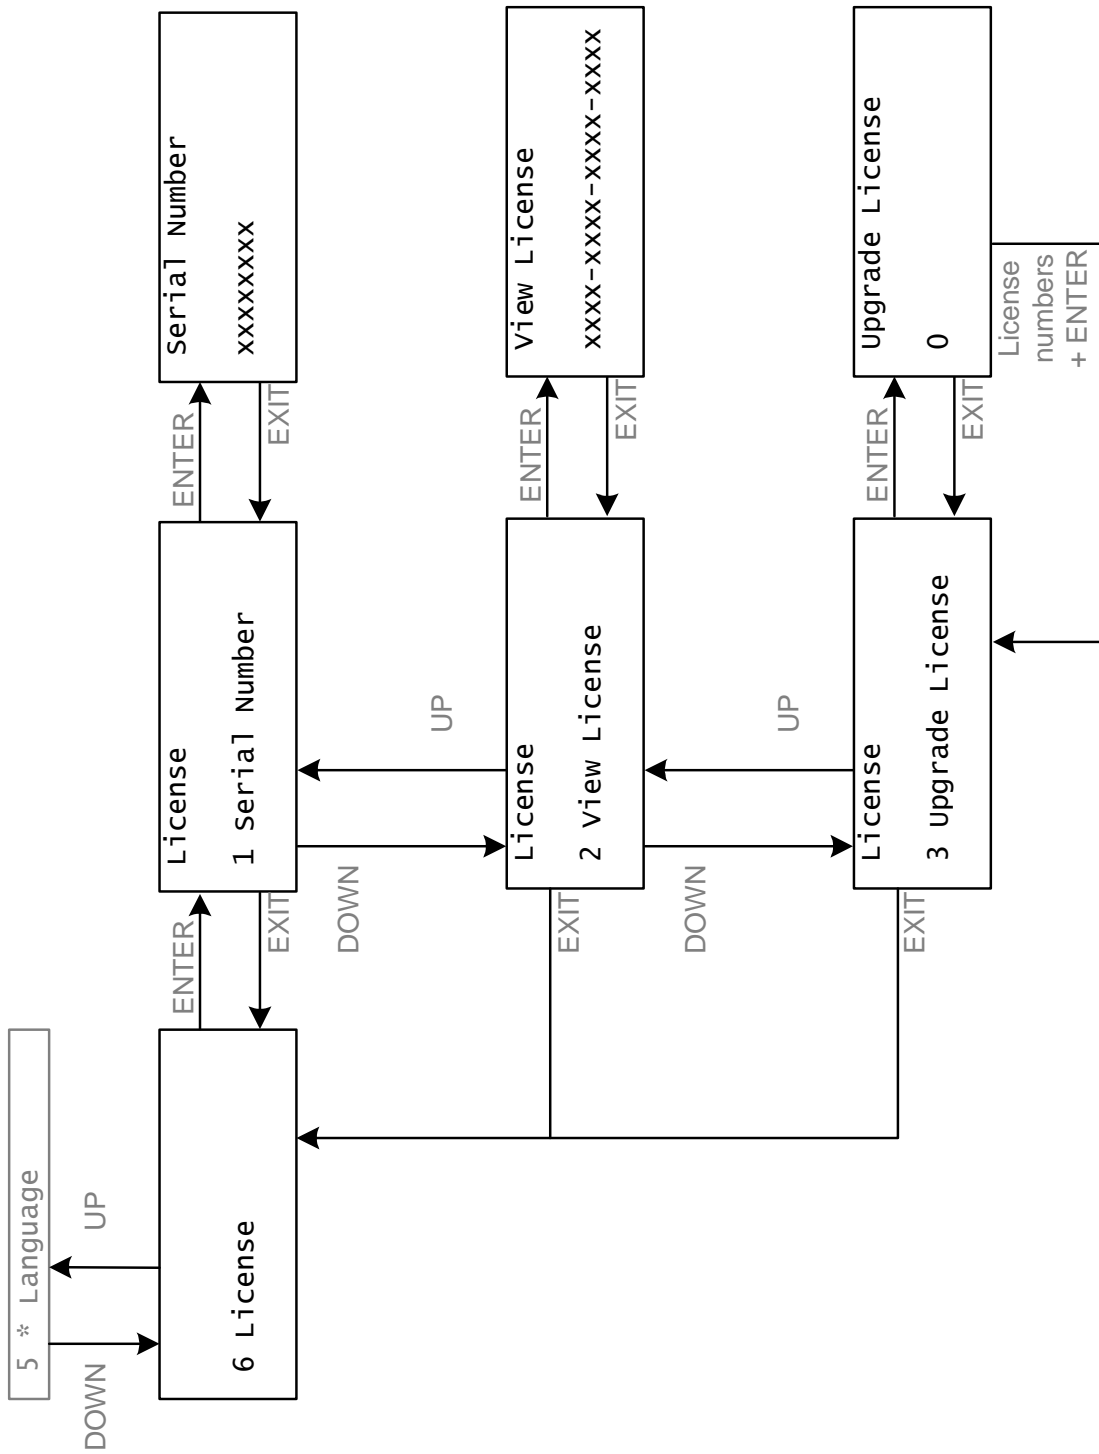 5 * Language
DOWN
UP
6 License
ENTER
EXIT
License
1 Serial Number
ENTER
EXIT
Serial Number
xxxxxxxx
DOWN
UP
License
2 View License
EXIT
ENTER
EXIT
View License
xxxx-xxxx-xxxx-xxxx
DOWN
UP
License
3 Upgrade License
EXIT
ENTER
EXIT
Upgrade License
0
License
numbers
+ ENTER